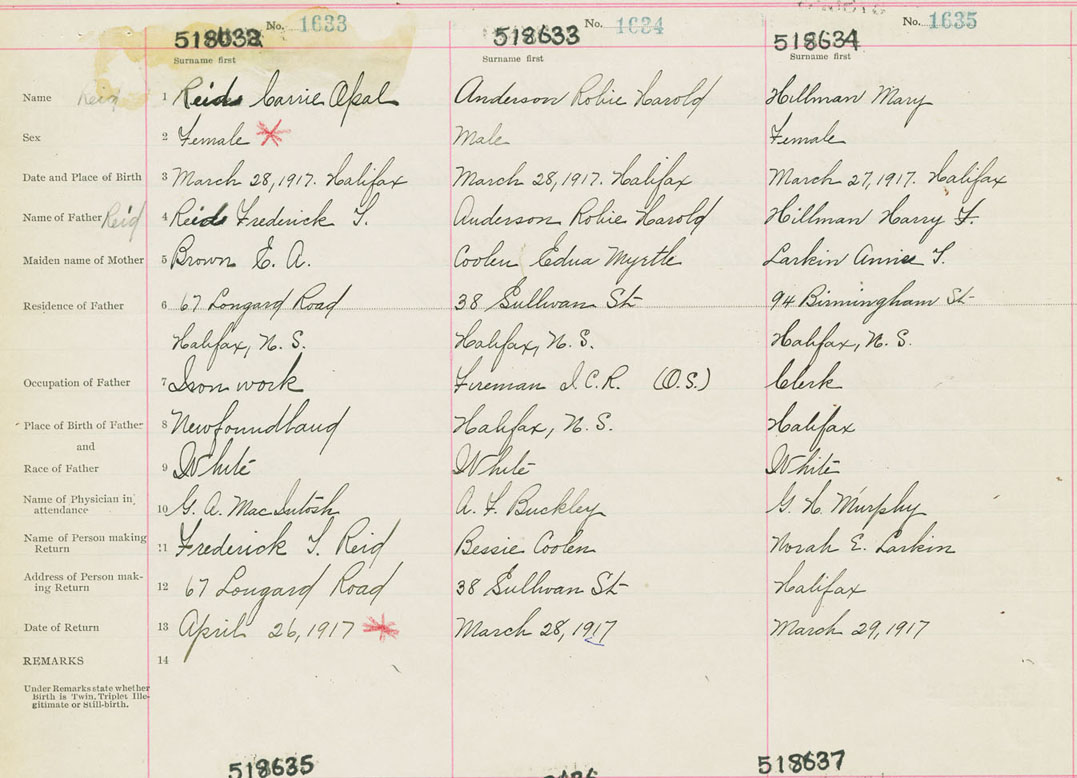 No. 1633 No. 1634 No. 1635
518633 518634
Surname first Surname first Surname first
Name Reid 1 Reid Carrie Opal Anderson Robie Harold Hillman Mary
Sex 2 Female Male Female
Date and Place of Birth 3 March 28, 1917. Halifax March 28, 1917. Halifax March 27, 1917. Halifax
Name of Father Reid 4 Reid Frederick T. Anderson Robie Harold Hillman Harry F.
Maiden name of Mother 5 Brown E. A. Coolen Edna Myrtle Larkin Annie T.
Residence of Father 6 67 Longard Road 38 Sullivan St 94 Birmingham St
Halifax, N. S. Halifax, N. S. Halifax, N. S.
Occupation of Father 7 Iron work Fireman I.C.R. (O.S.) Clerk
Place of Birth of Father 8 Newfoundland Halifax, N. S. Halifax
and
Race of Father 9 White White White
Name of Physician in
attendance 10 G. A. MacIntosh A. F. Buckley G. H. Murphy
Name of Person making
Return 11 Frederick T. Reid Bessie Coolen Norah E. Larkin
Address of Person mak-
ing Return 12 67 Longard Road 38 Sullivan St Halifax
Date of Return 13 April 26, 1917 March 28, 1917 March 29, 1917
REMARKS 14
Under Remarks state whether
Birth is Twin, Triplet Ille-
gitimate or Still-birth.
518635 518637